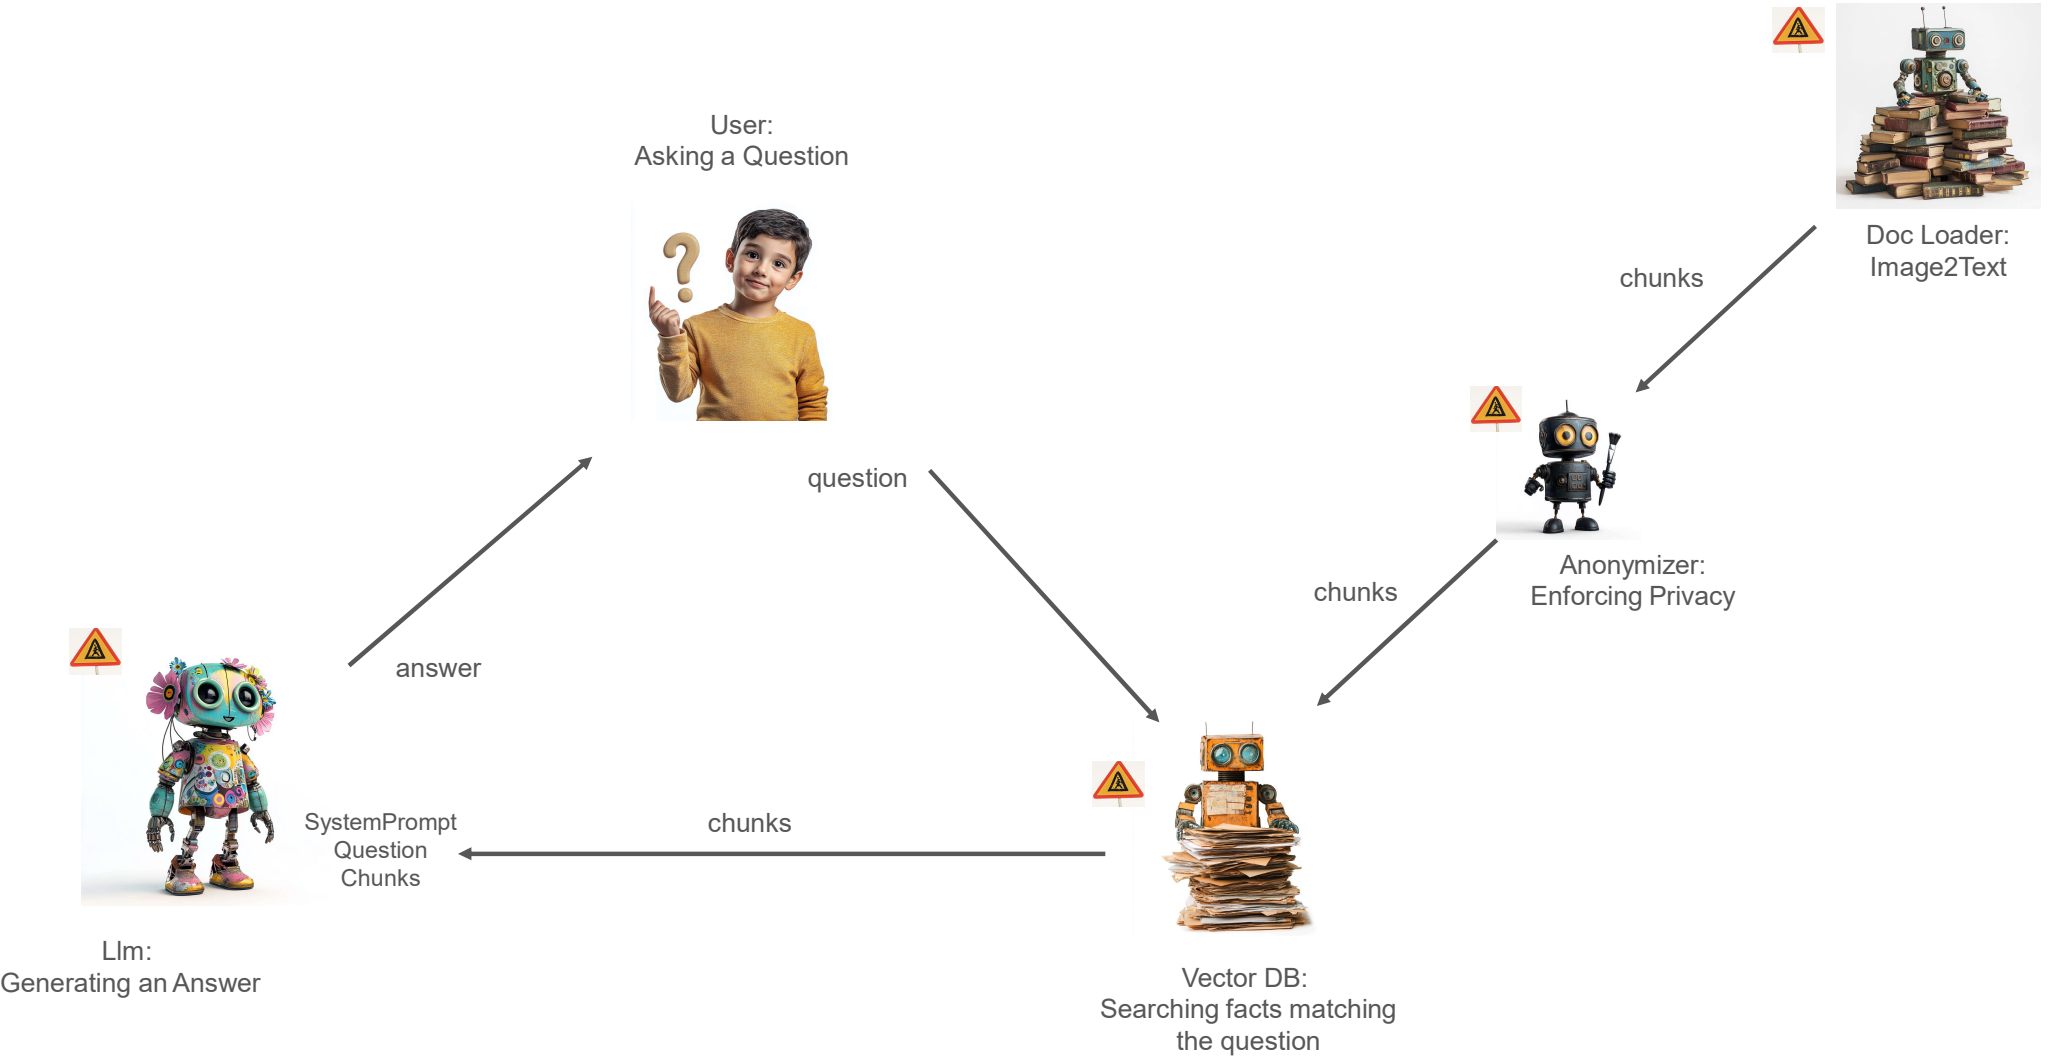 User:
Asking a Question
Doc Loader:
Image2Text
chunks
question
Anonymizer:
Enforcing Privacy
chunks
answer
SystemPrompt
Question
Chunks
chunks
Llm:
Generating an Answer
Vector DB:
Searching facts matching
the question